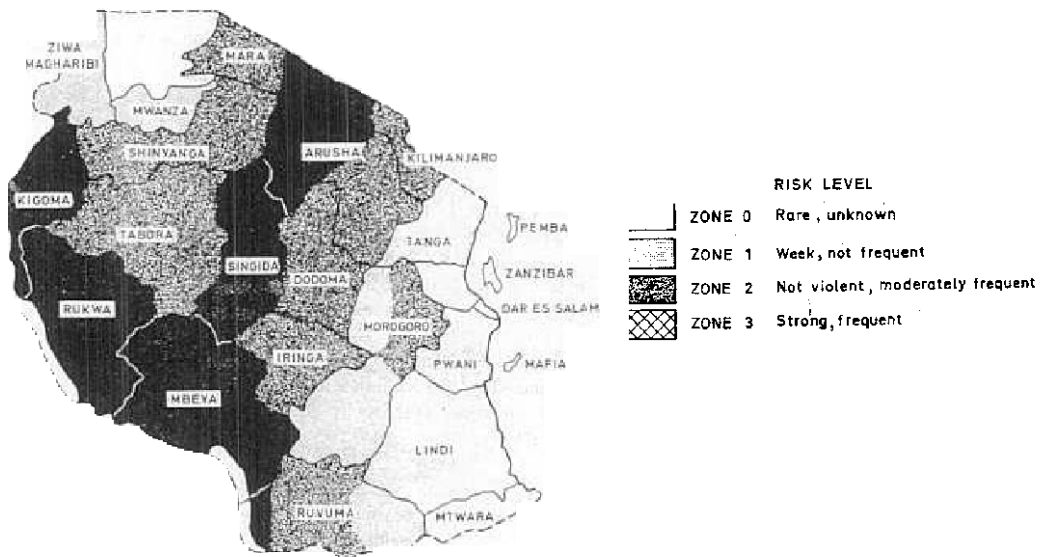 ZIWA
MAGHARIBI
MARA
MWANZA
SHINYANGA
ARUSHA
KILIMANJARO
KIGOMA
TABORA
TANGA
PEMBA
SINGIDA
DODOMA
ZANZIBAR
RUKWA
DAR ES SALAM
MOROGORO
IRINGA
PWANI
MAFIA
MBEYA
LINDI
RUVUMA
MTWARA
RISK LEVEL
ZONE 0 Rare, unknown
ZONE 1 Week, not frequent
ZONE 2 Not violent, moderately frequent
ZONE 3 Strong, frequent